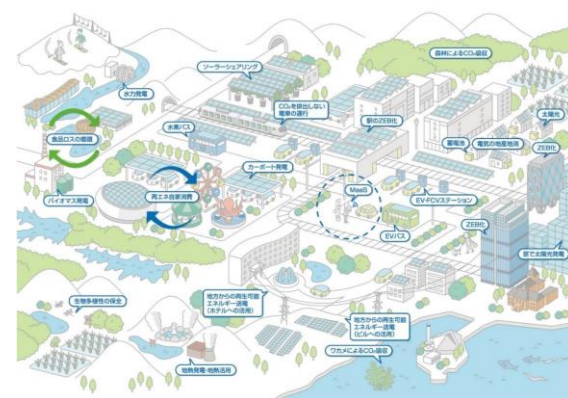 ソーラーシェアリング
森林によるCO₂吸収
水力発電
CO₂を排出しない
電車の運行
太陽光
水素バス
駅のZEB化
食品ロスの循環
蓄電池
電気の地産地消
ZEB化
カーポート発電
バイオマス発電
再エネ自家消費
MaaS
EV・FCVステーション
ZEB化
EVバス
窓で太陽光発電
生物多様性の保全
地方からの再生可能
エネルギー送電
(ホテルへの活用)
地方からの再生可能
エネルギー送電
(ビルへの活用)
地熱発電・地熱活用
ワカメによるCO₂吸収